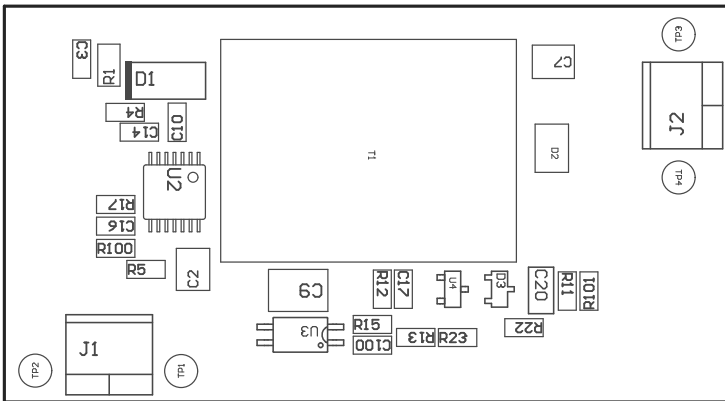 TP3
C3
R1
D1
C7
R4
C10
C14
J2
T1
D2
U2
TP4
R17
C16
R100
R5
C2
C9
R12
C17
U4
D3
C20
R11
R101
R15
R22
U3
R13
R23
C100
J1
TP2
TP1